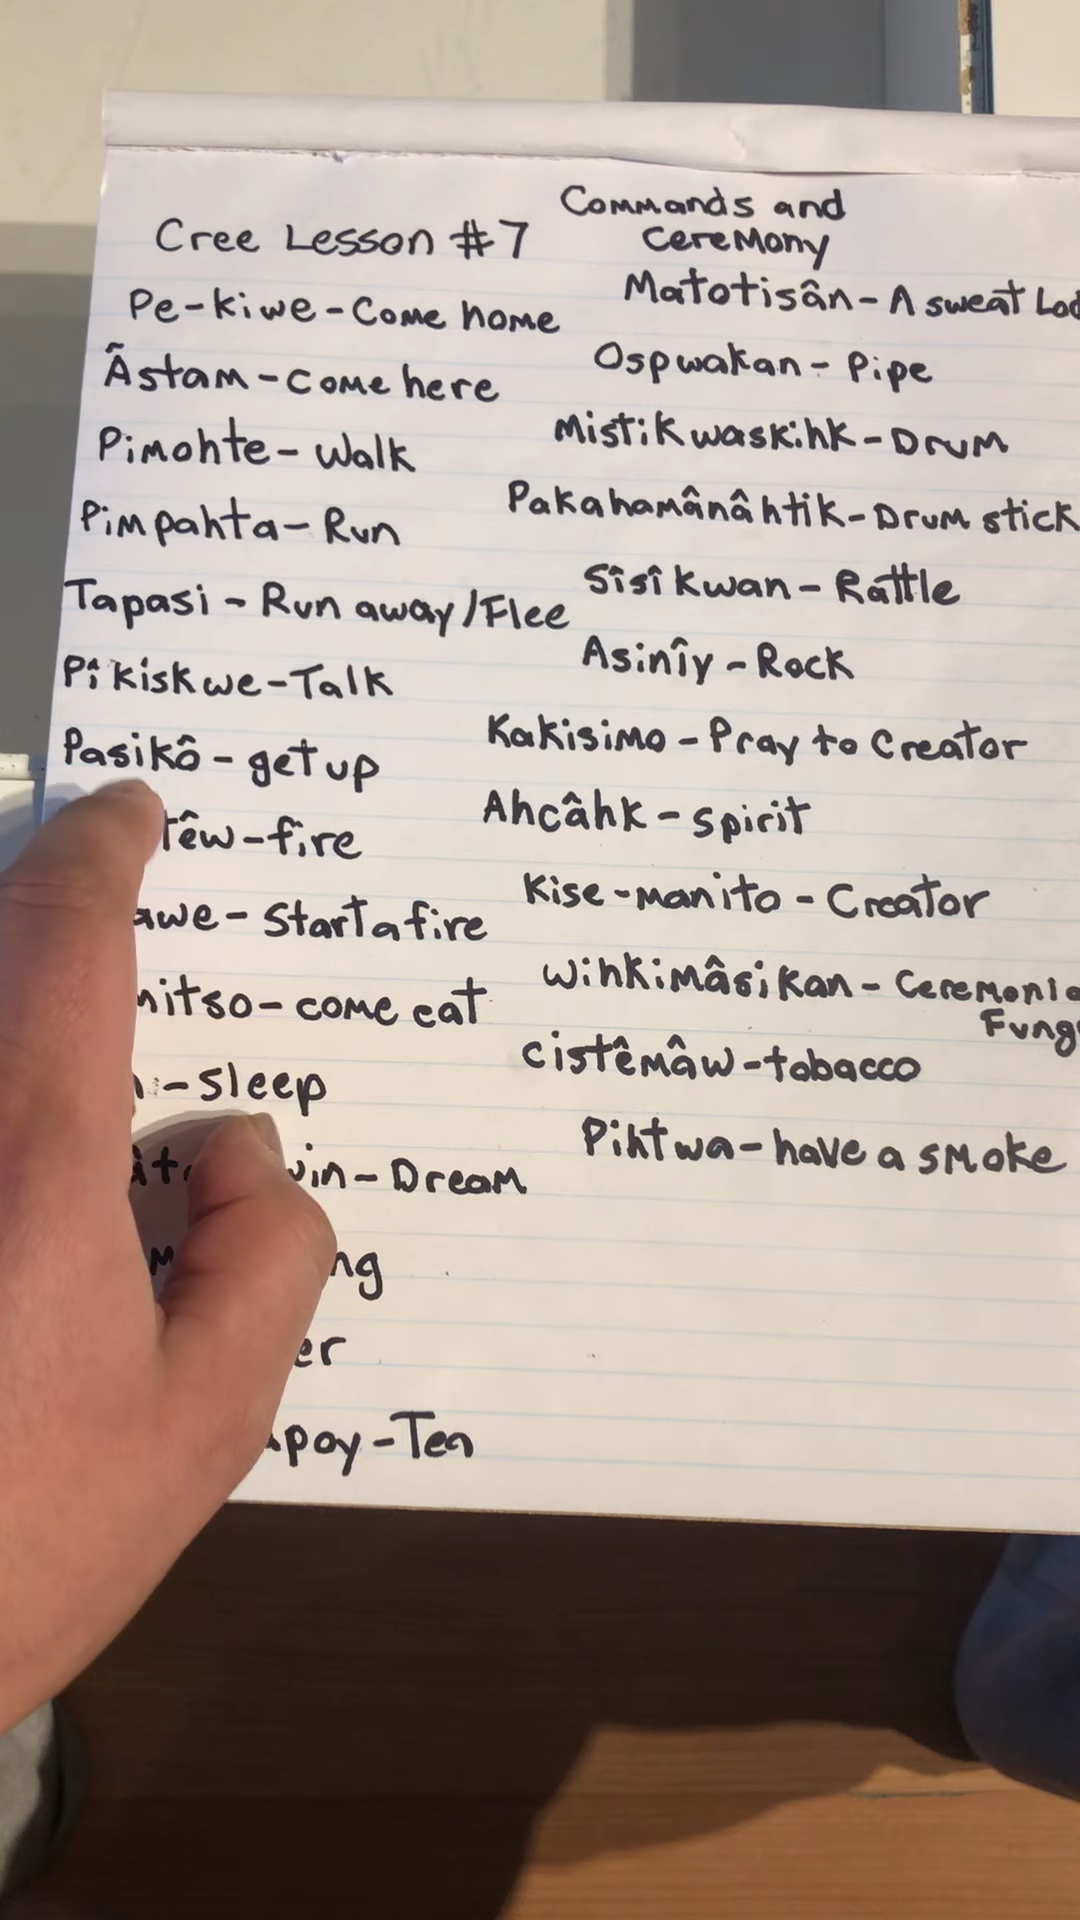 Cree Lesson #7
Pe-kiwe-Come home
Âstam-come here
Pimohte-Walk
Pimpahta-Run
Tapasi-Run away/Flee
Pîkiskwe-Talk
Pasikô-get up
-fire
-Start a fire
-come eat
-sleep
-Dream
-Tea
Commands and
Ceremony
Matotisân-A sweat
Ospwakan-Pipe
Mistikwaskihk-Drum
Pakahamânâhtik-Drum stick
Sîsîkwan-Rattle
Asinîy-Rock
Kakisimo-Pray to Creator
Ahcâhk-spirit
Kise-manito-Creator
Wihkimâsikan-
cistêmâw-tobacco
Pihtwa-have a smoke